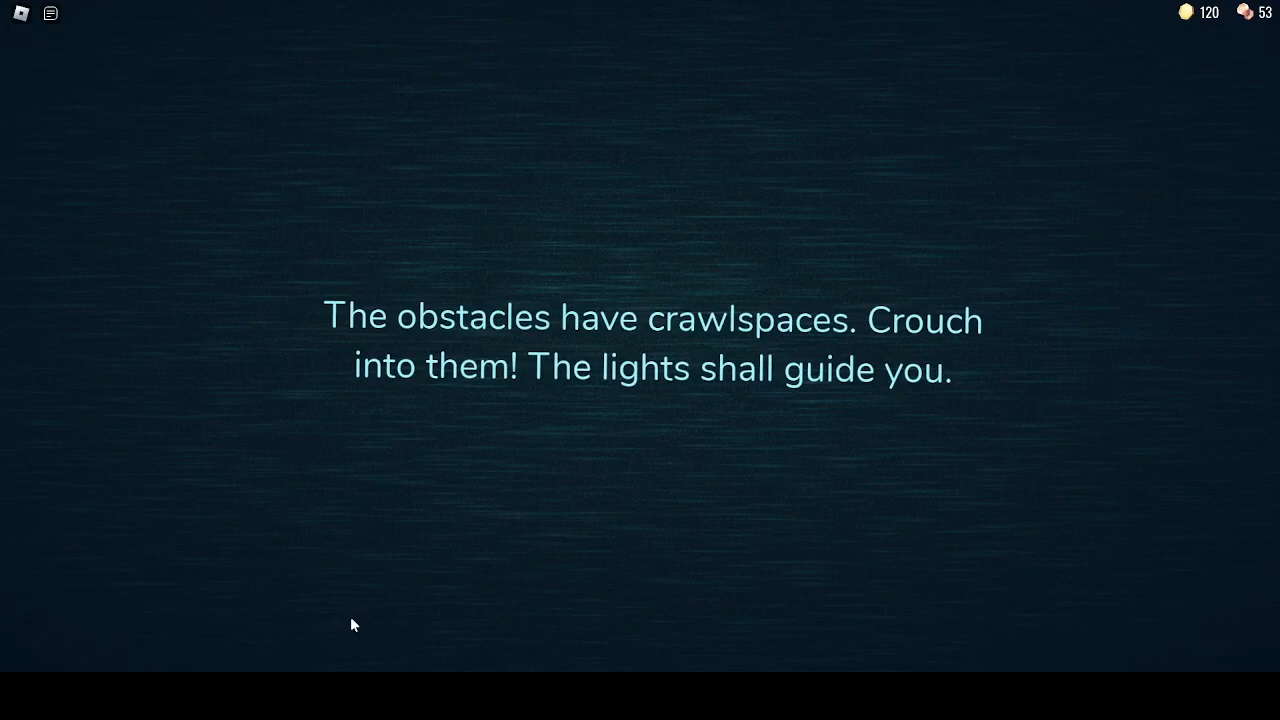 120 53
The obstacles have crawlspaces. Crouch
into them! The lights shall guide you.